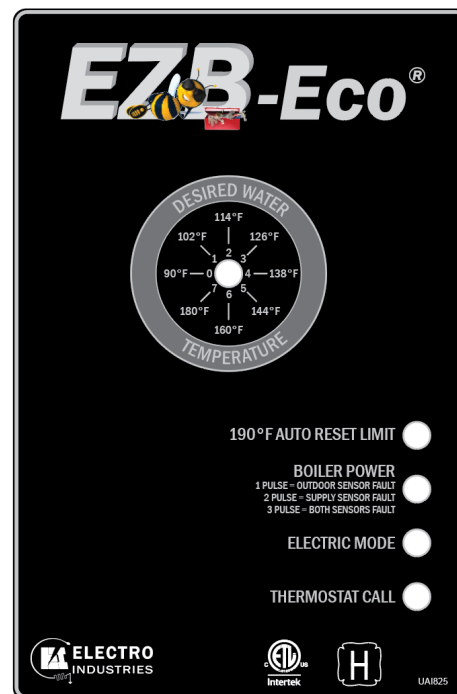 EZB-Eco®
DESIRED WATER
114°F
102°F 126°F
2
1 3
90°F 0 4 138°F
7 5
6
180°F 144°F
160°F
TEMPERATURE
190°F AUTO RESET LIMIT
BOILER POWER
1 PULSE = OUTDOOR SENSOR FAULT
2 PULSE = SUPPLY SENSOR FAULT
3 PULSE = BOTH SENSORS FAULT
ELECTRIC MODE
THERMOSTAT CALL
ELECTRO
INDUSTRIES
C ETL US
Intertek
H
UAI825